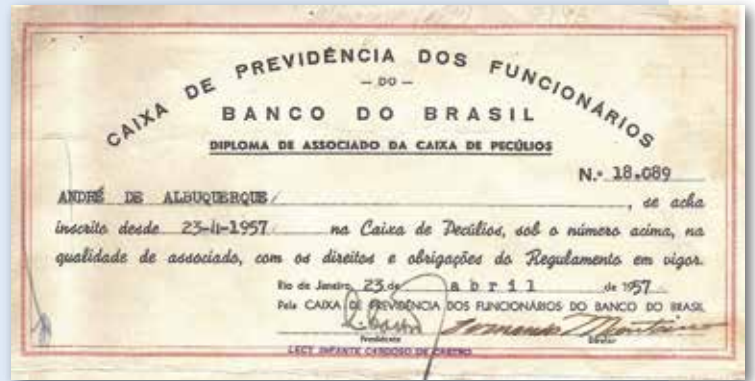 CAIXA DE PREVIDÊNCIA DOS FUNCIONÁRIOS
— DO —
BANCO DO BRASIL
DIPLOMA DE ASSOCIADO DA CAIXA DE PECÚLIOS
N.º 18.089
ANDRÉ DE ALBUQUERQUE/ , se acha
inscrito desde 23-4-1957 na Caixa de Pecúlios, sob o número acima, na
qualidade de associado, com os direitos e obrigações do Regulamento em vigor.
Rio de Janeiro, 23 de abril de 1957
Pela CAIXA DE PREVIDÊNCIA DOS FUNCIONÁRIOS DO BANCO DO BRASIL
Presidente Diretor
INFANTE CARDOSO DE CASTRO